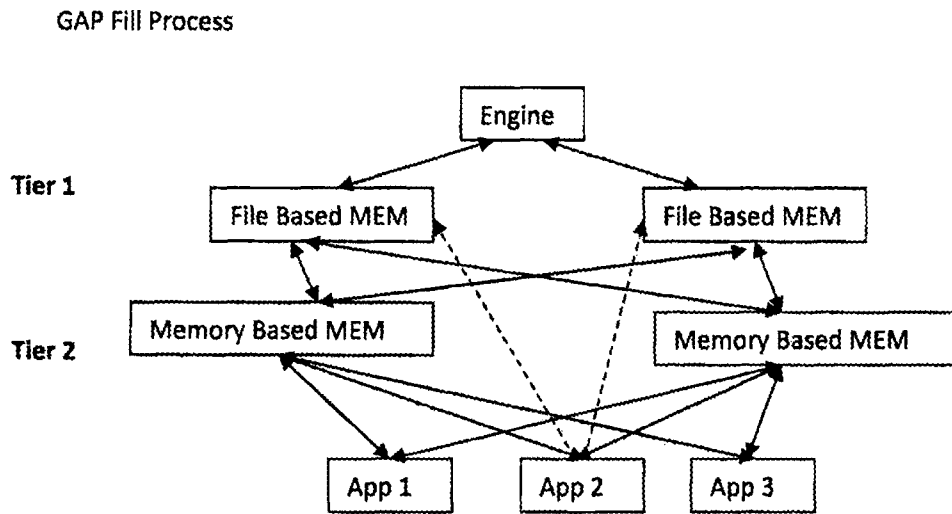 GAP Fill Process
Engine
Tier 1
File Based MEM
File Based MEM
Memory Based MEM
Memory Based MEM
Tier 2
App 1
App 2
App 3